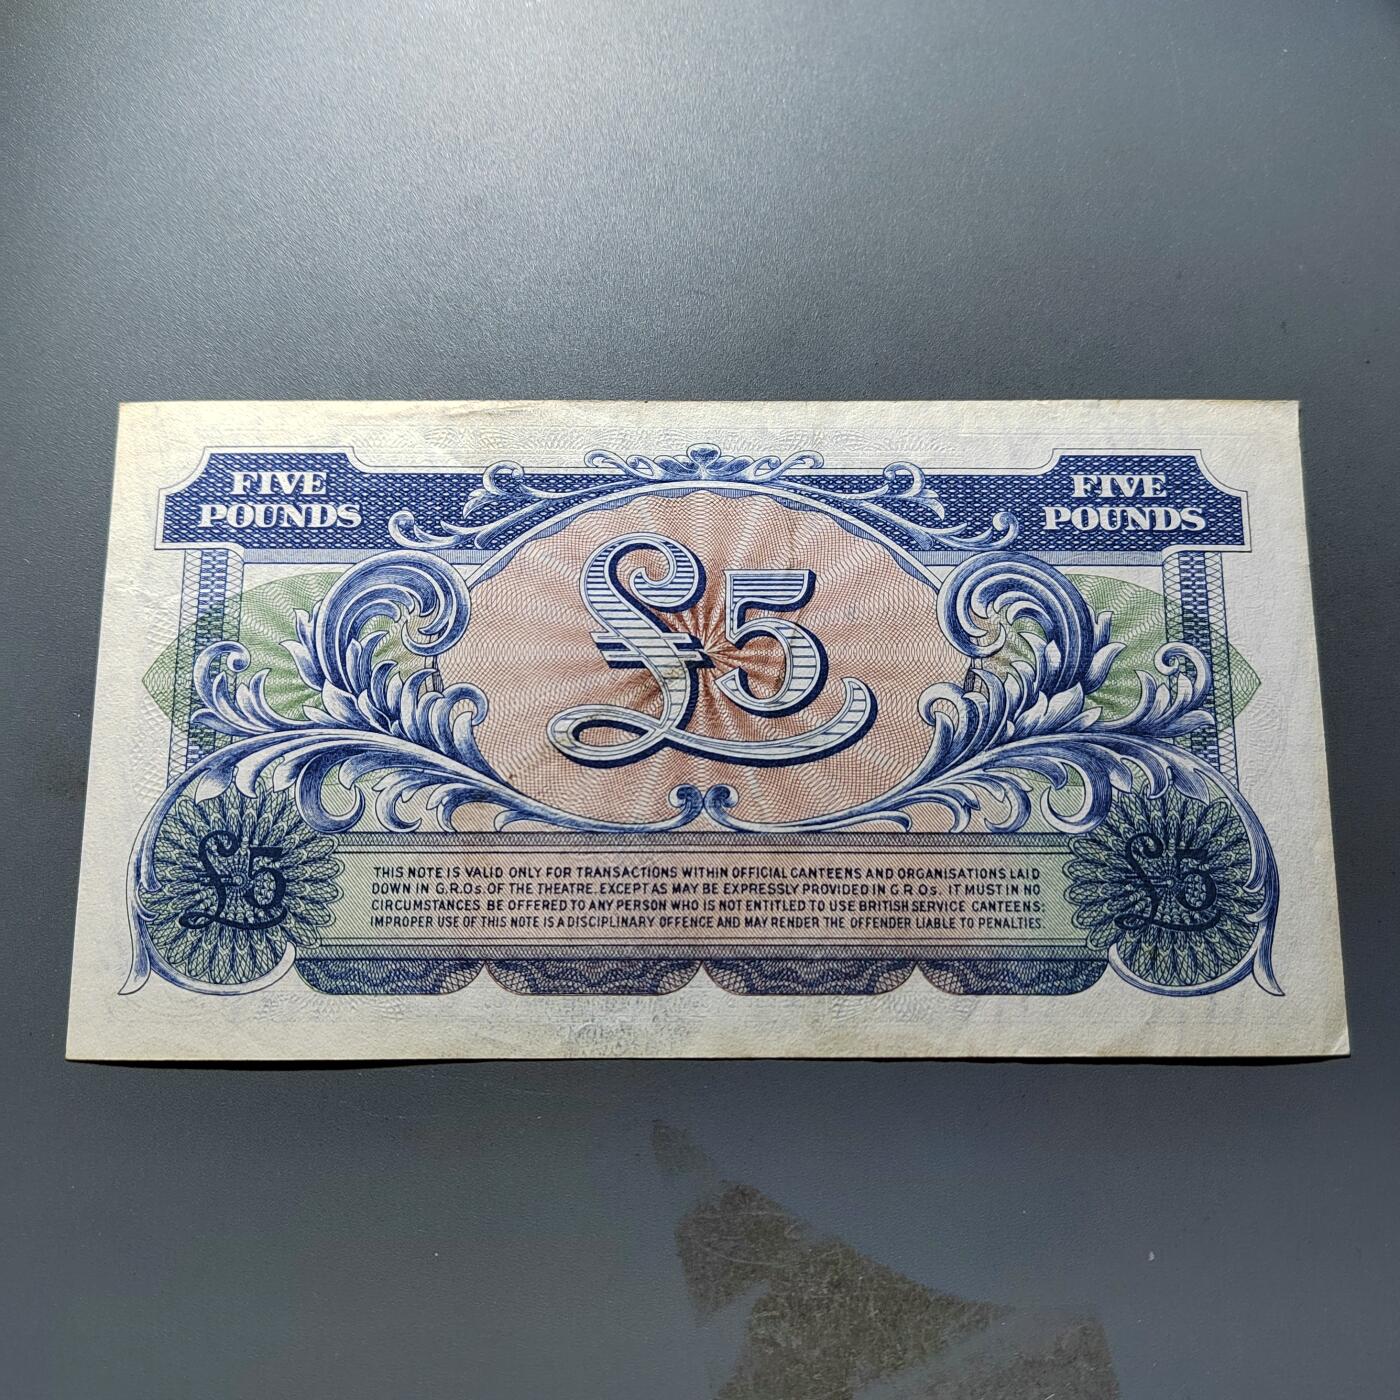 FIVE
POUNDS
FIVE
POUNDS
£5
£5
THIS NOTE IS VALID ONLY FOR TRANSACTIONS WITHIN OFFICIAL CANTEENS AND ORGANISATIONS LAID
DOWN IN G.R.Os. OF THE THEATRE. EXCEPT AS MAY BE EXPRESSLY PROVIDED IN G R Os. IT MUST IN NO
CIRCUMSTANCES BE OFFERED TO ANY PERSON WHO IS NOT ENTITLED TO USE BRITISH SERVICE CANTEENS:
IMPROPER USE OF THIS NOTE IS A DISCIPLINARY OFFENCE AND MAY RENDER THE OFFENDER LIABLE TO PENALTIES.
£5